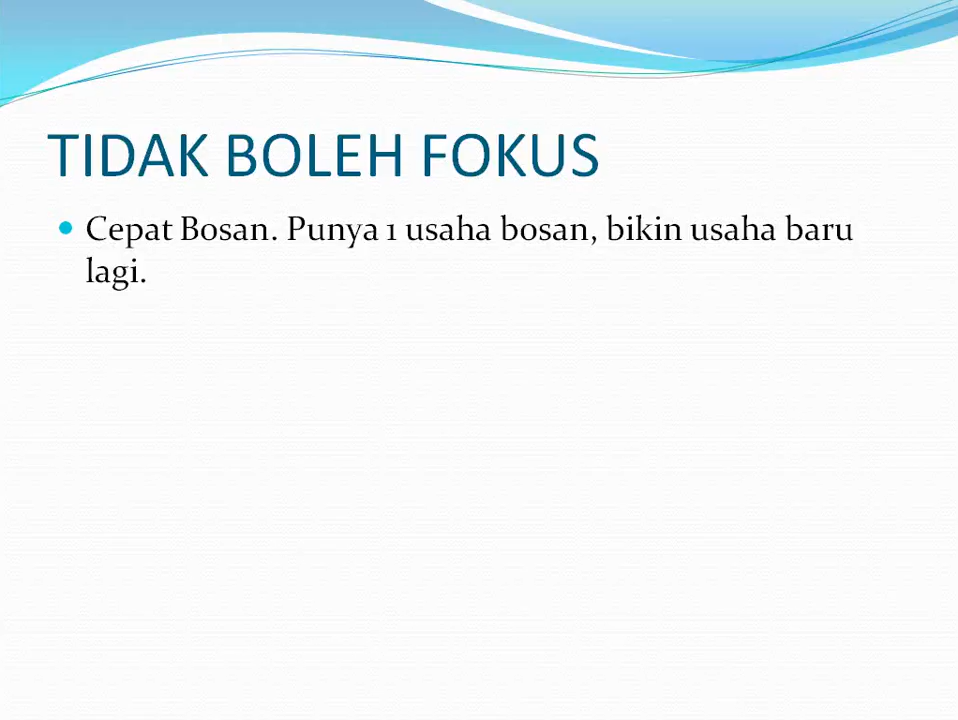 TIDAK BOLEH FOKUS
Cepat Bosan. Punya 1 usaha bosan, bikin usaha baru
lagi.